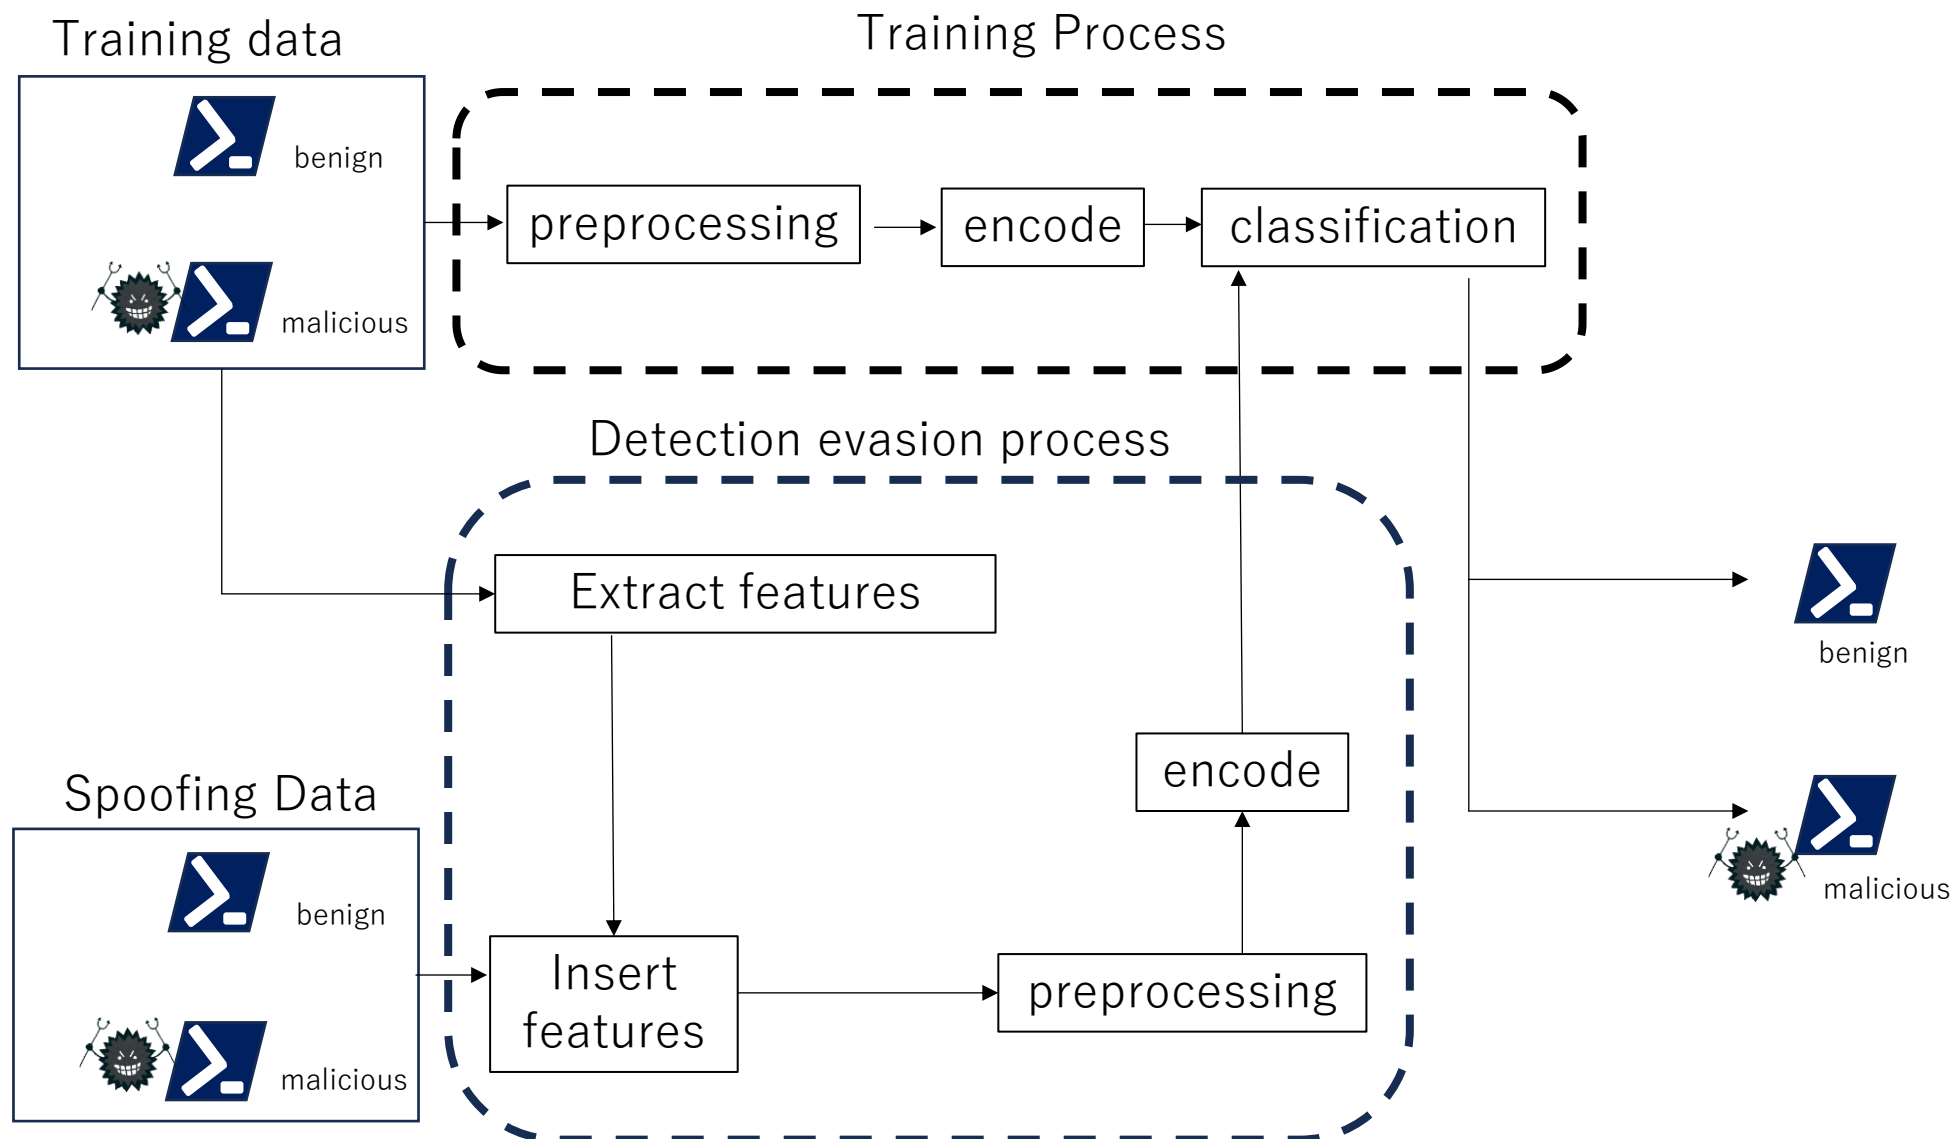 Training data
Training Process
benign
malicious
preprocessing
encode
classification
Detection evasion process
Extract features
Spoofing Data
benign
malicious
Insert
features
preprocessing
encode
benign
malicious